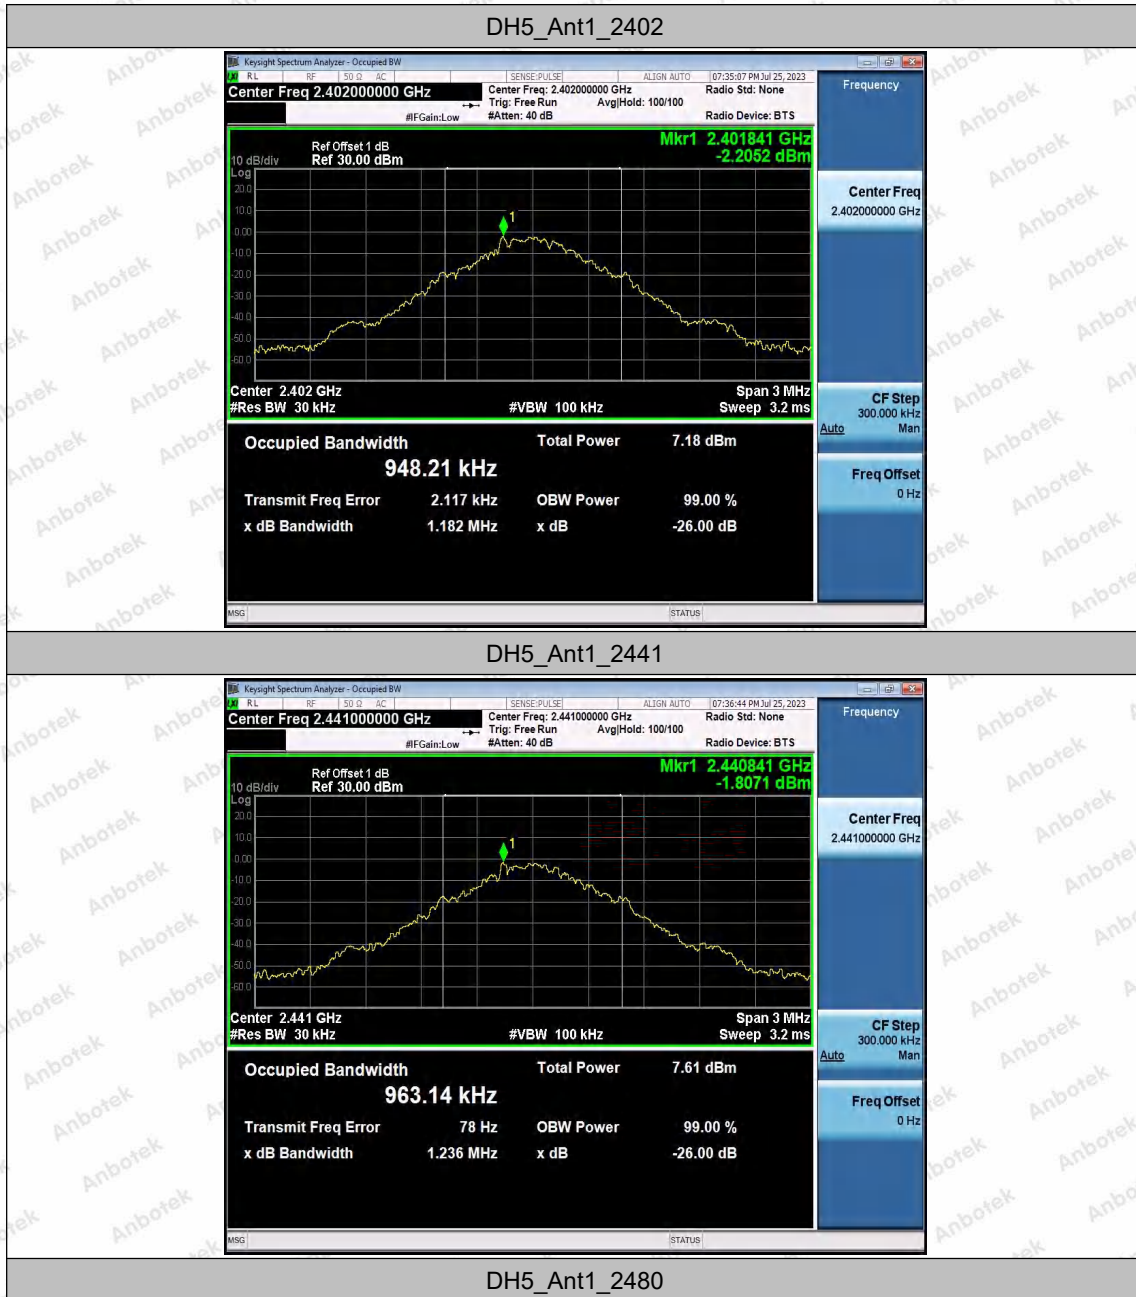 DH5_Ant1_2402
Keysight Spectrum Analyzer - Occupied BW
RL RF 50 Ω AC SENSE:PULSE ALIGN AUTO 07:35:07 PM Jul 25, 2023
Center Freq 2.402000000 GHz
Center Freq: 2.402000000 GHz
Radio Std: None
Trig: Free Run
Avg|Hold: 100/100
#IFGain:Low
#Atten: 40 dB
Radio Device: BTS
Frequency
Mkr1 2.401841 GHz
-2.2052 dBm
Ref Offset 1 dB
10 dB/div Ref 30.00 dBm
Log
20.0
10.0
0.00
-10.0
-20.0
-30.0
-40.0
-50.0
-60.0
1
Center 2.402 GHz
Span 3 MHz
#Res BW 30 kHz
#VBW 100 kHz
Sweep 3.2 ms
Center Freq
2.402000000 GHz
CF Step
300.000 kHz
Auto Man
Freq Offset
0 Hz
Occupied Bandwidth
948.21 kHz
Total Power 7.18 dBm
Transmit Freq Error 2.117 kHz OBW Power 99.00 %
x dB Bandwidth 1.182 MHz x dB -26.00 dB
MSG STATUS
DH5_Ant1_2441
Keysight Spectrum Analyzer - Occupied BW
RL RF 50 Ω AC SENSE:PULSE ALIGN AUTO 07:36:44 PM Jul 25, 2023
Center Freq 2.441000000 GHz
Center Freq: 2.441000000 GHz
Radio Std: None
Trig: Free Run
Avg|Hold: 100/100
#IFGain:Low
#Atten: 40 dB
Radio Device: BTS
Frequency
Mkr1 2.440841 GHz
-1.8071 dBm
Ref Offset 1 dB
10 dB/div Ref 30.00 dBm
Log
20.0
10.0
0.00
-10.0
-20.0
-30.0
-40.0
-50.0
-60.0
1
Center 2.441 GHz
Span 3 MHz
#Res BW 30 kHz
#VBW 100 kHz
Sweep 3.2 ms
Center Freq
2.441000000 GHz
CF Step
300.000 kHz
Auto Man
Freq Offset
0 Hz
Occupied Bandwidth
963.14 kHz
Total Power 7.61 dBm
Transmit Freq Error 78 Hz OBW Power 99.00 %
x dB Bandwidth 1.236 MHz x dB -26.00 dB
MSG STATUS
DH5_Ant1_2480
Anbotek